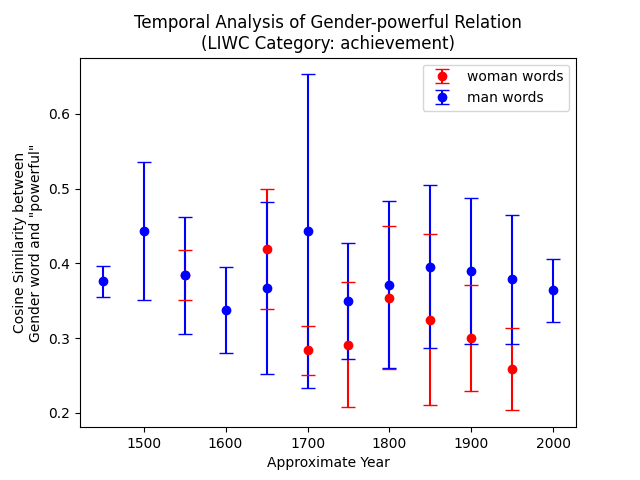 Temporal Analysis of Gender-powerful Relation
(LIWC Category: achievement)
woman words
man words
Cosine Similarity between
Gender word and "powerful"
0.6
0.5
0.4
0.3
0.2
1500
1600
1700
1800
1900
2000
Approximate Year